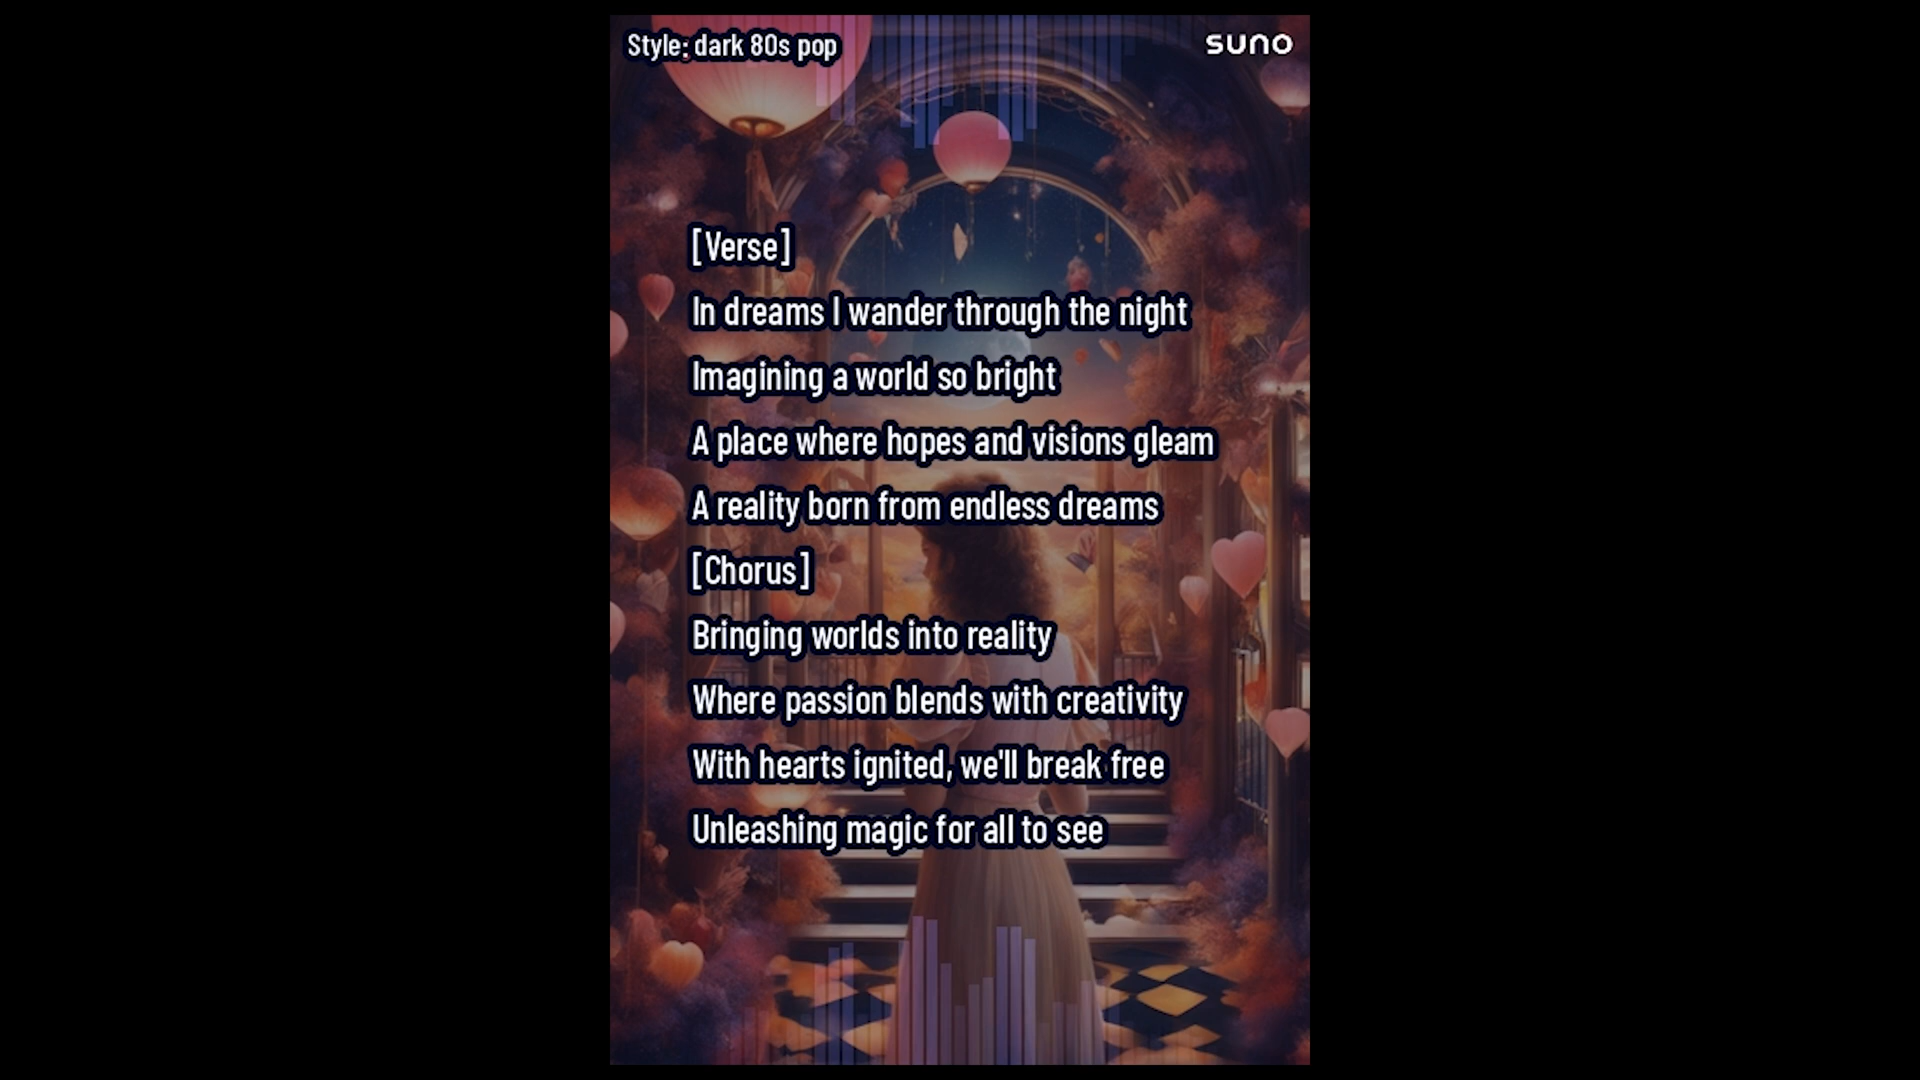 Style: dark 80s pop
suno
[Verse]
In dreams I wander through the night
Imagining a world so bright
A place where hopes and visions gleam
A reality born from endless dreams
[Chorus]
Bringing worlds into reality
Where passion blends with creativity
With hearts ignited, we'll break free
Unleashing magic for all to see